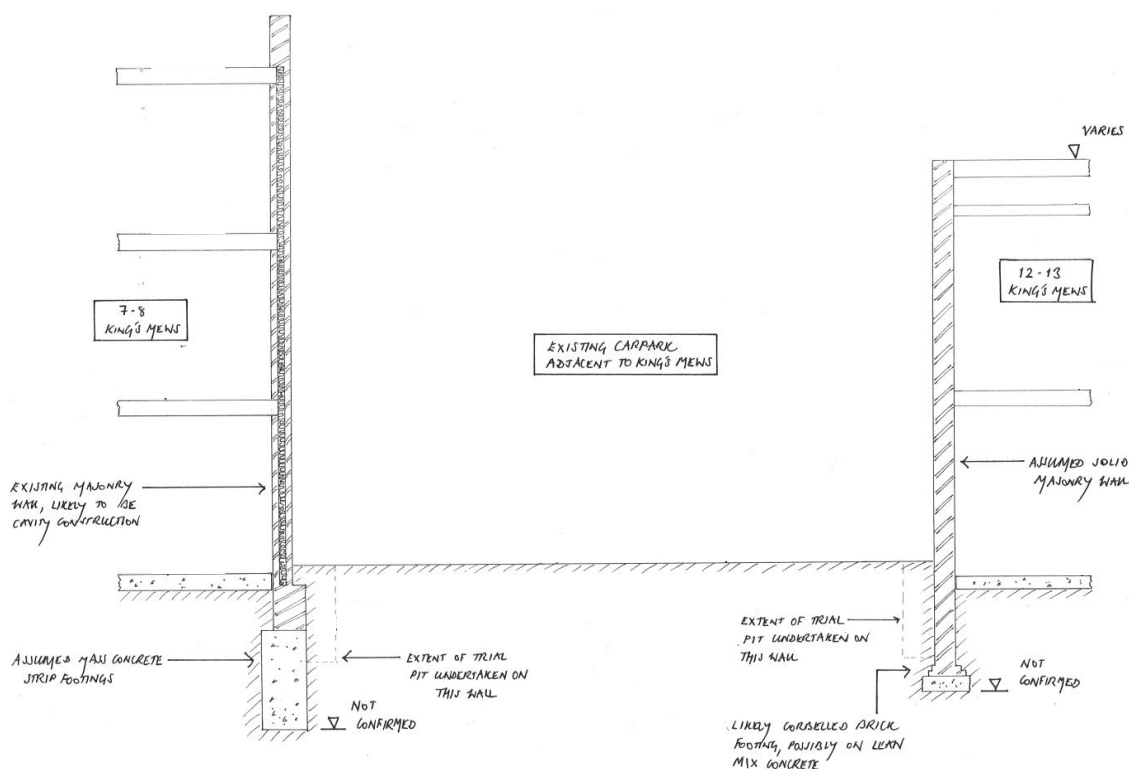 VARIES
12-13
KING'S MEWS
7-8
KING'S MEWS
EXISTING CARPARK
ADJACENT TO KING'S MEWS
ASSUMED SOLID
MASONRY WALL
EXISTING MASONRY
WALL, LIKELY TO BE
CAVITY CONSTRUCTION
EXTENT OF TRIAL
PIT UNDERTAKEN ON
THIS WALL
ASSUMED MASS CONCRETE
STRIP FOOTINGS
EXTENT OF TRIAL
PIT UNDERTAKEN ON
THIS WALL
NOT
CONFIRMED
NOT
CONFIRMED
LIKELY CORBELLED BRICK
FOOTING, POSSIBLY ON LEAN
MIX CONCRETE